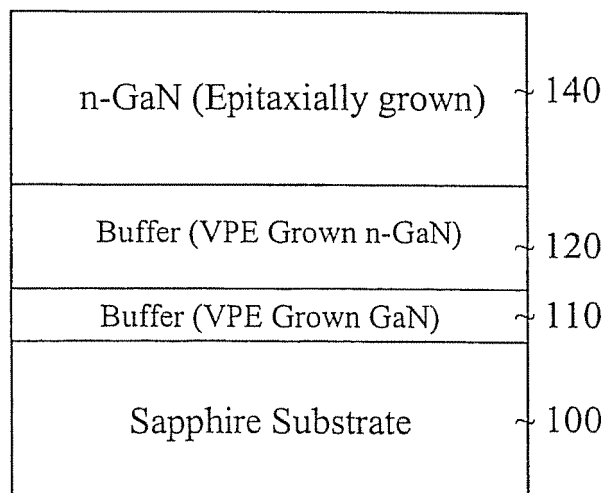 n-GaN (Epitaxially grown) ~ 140
Buffer (VPE Grown n-GaN) ~ 120
Buffer (VPE Grown GaN) ~ 110
Sapphire Substrate ~ 100